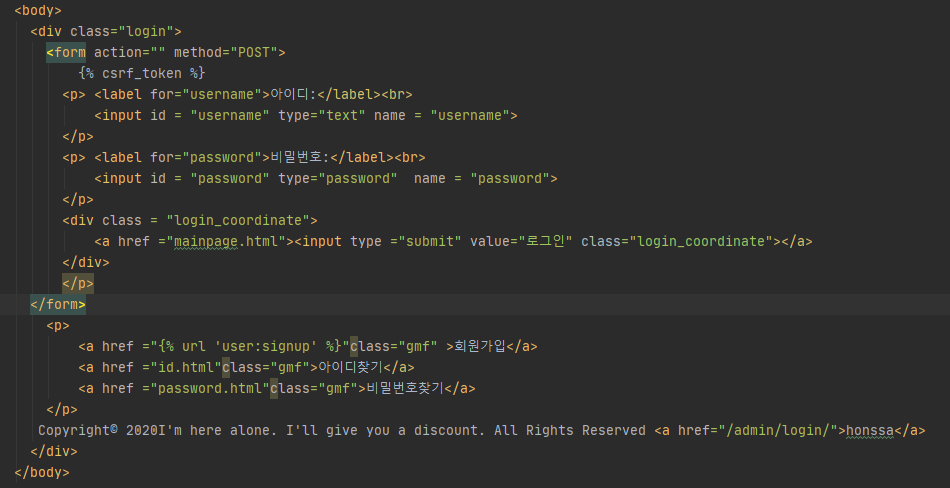 <body>
<div class="login">
<form action="" method="POST">
{% csrf_token %}
<p> <label for="username">아이디:</label><br>
<input id = "username" type="text" name = "username">
</p>
<p> <label for="password">비밀번호:</label><br>
<input id = "password" type="password"  name = "password">
</p>
<div class = "login_coordinate">
<a href ="mainpage.html"><input type ="submit" value="로그인" class="login_coordinate"></a>
</div>
</p>
</form>
<p>
<a href ="{% url 'user:signup' %}"class="gmf" >회원가입</a>
<a href ="id.html"class="gmf">아이디찾기</a>
<a href ="password.html"class="gmf">비밀번호찾기</a>
</p>
Copyright© 2020I'm here alone. I'll give you a discount. All Rights Reserved <a href="/admin/login/">honssa</a>
</div>
</body>